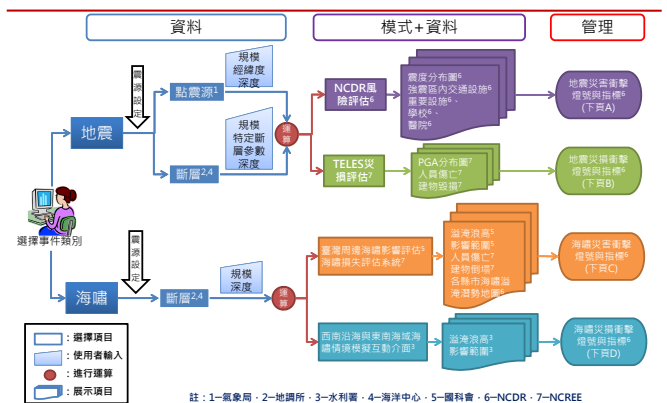 資料
模式+資料
管理
震源設定
規模
經緯度
深度
點震源1
地震
規模
特定斷
層參數
深度
斷層2,4
運算
NCDR風
險評估6
震度分布圖6
強震區內交通設施6
重要設施6、
學校6、
醫院6
地震災害衝擊
燈號與指標6
(下頁A)
TELES災
損評估7
PGA分布圖7
人員傷亡7
建物毀損7
地震災損衝擊
燈號與指標6
(下頁B)
選擇事件類別
震源設定
海嘯
斷層2,4
規模
深度
運算
臺灣周邊海嘯影響評估5
海嘯損失評估系統7
溢淹浪高5
影響範圍5
人員傷亡7
建物倒塌7
各縣市海嘯溢
淹潛勢地圖6
海嘯災害衝擊
燈號與指標6
(下頁C)
西南沿海與東南海域海
嘯情境模擬互動介面3
溢淹浪高3
影響範圍3
海嘯災損衝擊
燈號與指標6
(下頁D)
：選擇項目
：使用者輸入
：進行運算
：展示項目
註：1─氣象局，2─地調所，3─水利署，4─海洋中心，5─國科會，6─NCDR，7─NCREE